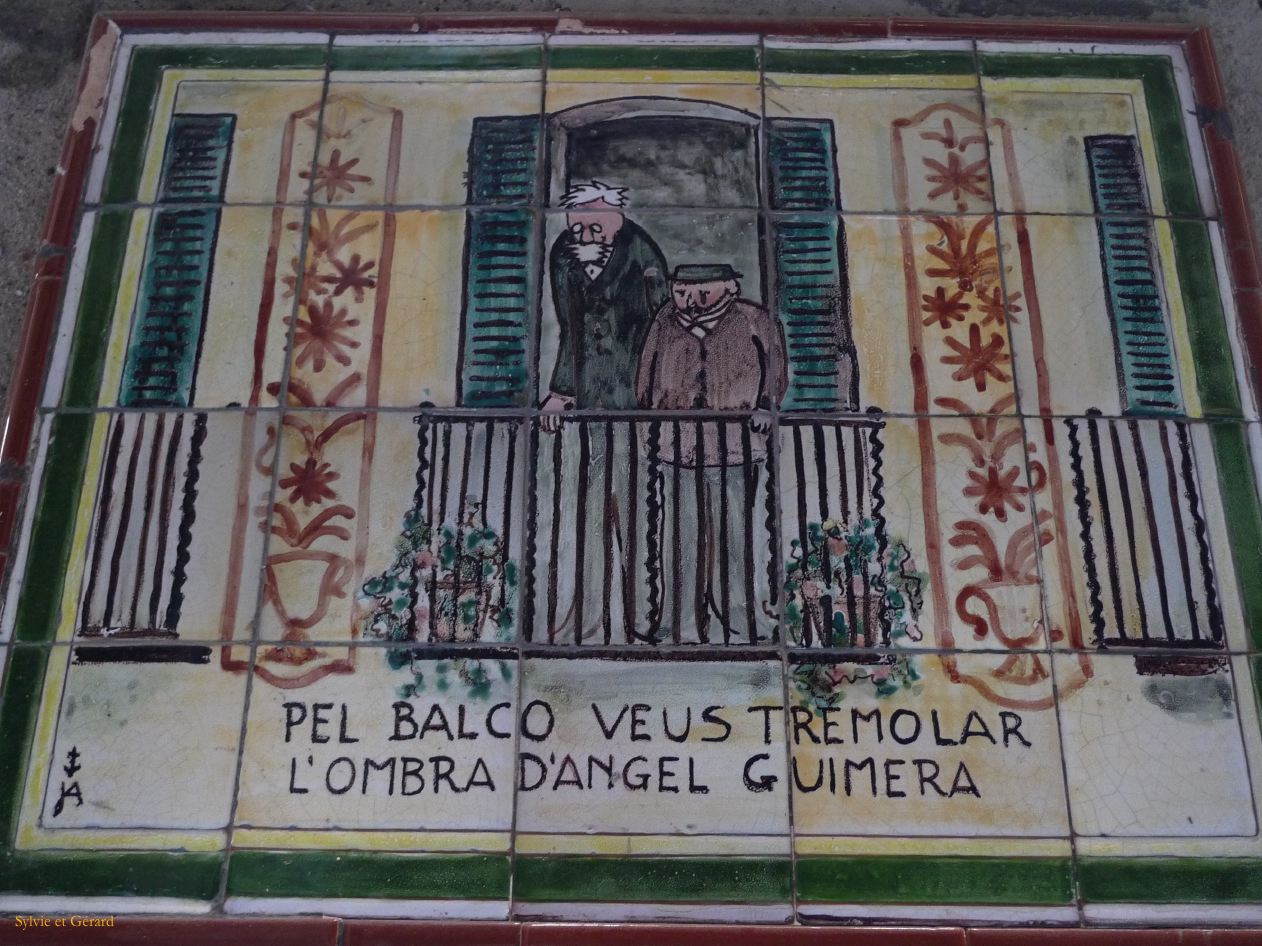 PEL BALCO VEUS TREMOLAR
L'OMBRA D'ANGEL GUIMERA
Sylvie et Gérard